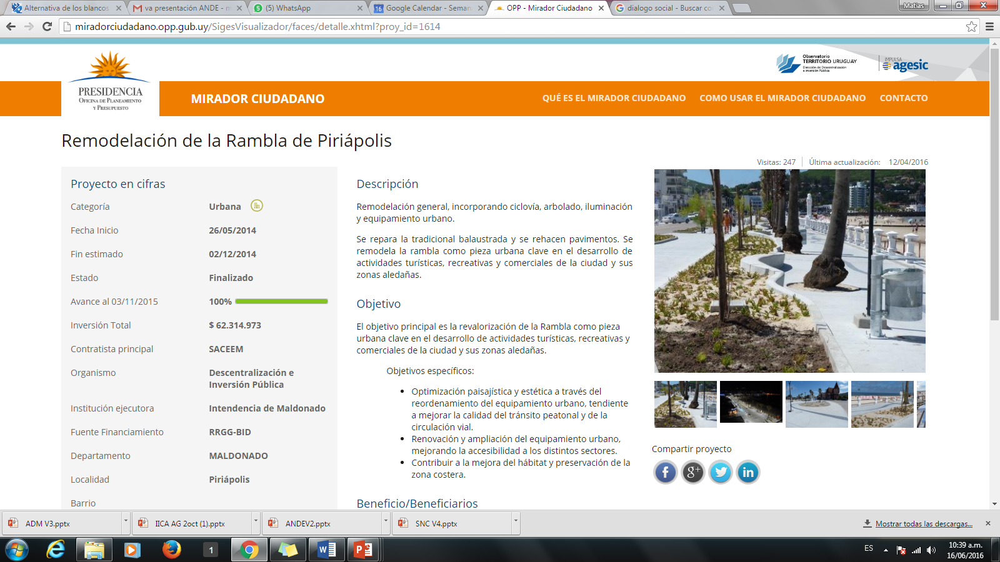 Alternativa de los blancos
va presentación ANDE - m
(5) WhatsApp
16
Google Calendar - Seman
OPP - Mirador Ciudadano
dialogo social - Buscar co
Matias
miradorciudadano.opp.gub.uy/SigesVisualizador/faces/detalle.xhtml?proy_id=1614
PRESIDENCIA
OFICINA DE PLANEAMIENTO
Y PRESUPUESTO
Observatorio
TERRITORIO URUGUAY
Dirección de Descentralización
e Inversión Pública
IMPULSA
agesic
MIRADOR CIUDADANO
QUÉ ES EL MIRADOR CIUDADANO
COMO USAR EL MIRADOR CIUDADANO
CONTACTO
Remodelación de la Rambla de Piriápolis
Visitas: 247
Última actualización: 12/04/2016
Proyecto en cifras
Categoría Urbana
Fecha Inicio 26/05/2014
Fin estimado 02/12/2014
Estado Finalizado
Avance al 03/11/2015 100%
Inversión Total $ 62.314.973
Contratista principal SACEEM
Organismo Descentralización e
Inversión Pública
Institución ejecutora Intendencia de Maldonado
Fuente Financiamiento RRGG-BID
Departamento MALDONADO
Localidad Piriápolis
Barrio
Descripción
Remodelación general, incorporando ciclovía, arbolado, iluminación
y equipamiento urbano.
Se repara la tradicional balaustrada y se rehacen pavimentos. Se
remodela la rambla como pieza urbana clave en el desarrollo de
actividades turísticas, recreativas y comerciales de la ciudad y sus
zonas aledañas.
Objetivo
El objetivo principal es la revalorización de la Rambla como pieza
urbana clave en el desarrollo de actividades turísticas, recreativas y
comerciales de la ciudad y sus zonas aledañas.
Objetivos específicos:
• Optimización paisajística y estética a través del
reordenamiento del equipamiento urbano, tendiente
a mejorar la calidad del tránsito peatonal y de la
circulación vial.
• Renovación y ampliación del equipamiento urbano,
mejorando la accesibilidad a los distintos sectores.
• Contribuir a la mejora del hábitat y preservación de la
zona costera.
Beneficio/Beneficiarios
Compartir proyecto
f
g+
in
ADM V3.pptx
IICA AG 2oct (1).pptx
ANDEV2.pptx
SNC V4.pptx
Mostrar todas las descargas...
1
ES
10:39 a.m.
16/06/2016